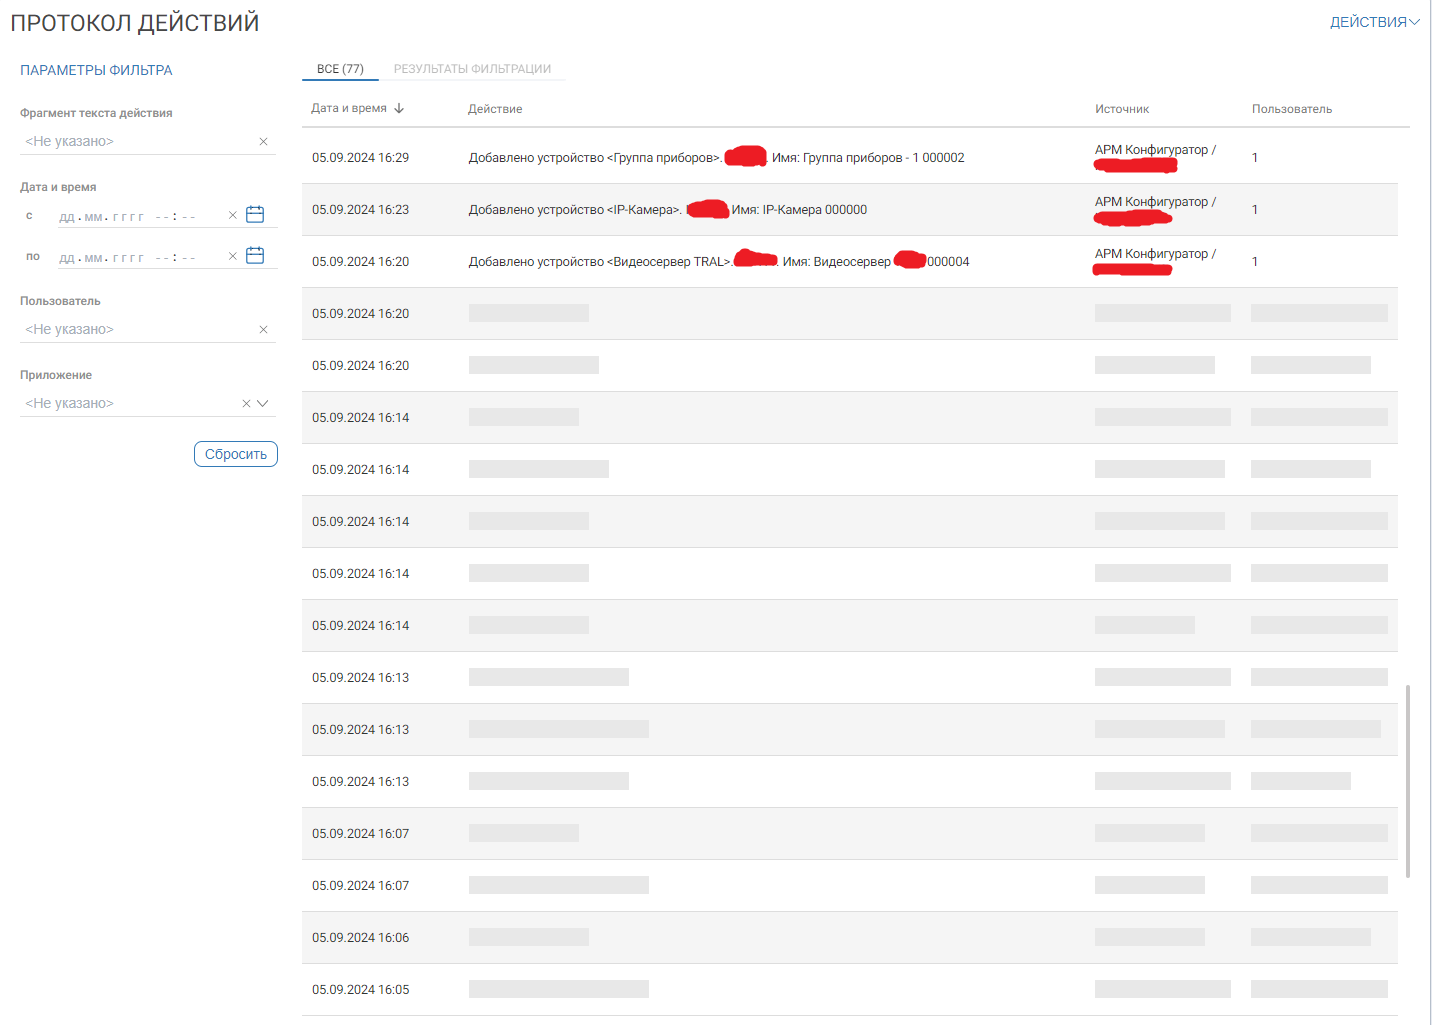 ПРОТОКОЛ ДЕЙСТВИЙ
ДЕЙСТВИЯ
ПАРАМЕТРЫ ФИЛЬТРА
Фрагмент текста действия
<Не указано>
Дата и время
с дд.мм.гггг --:--
по дд.мм.гггг --:--
Пользователь
<Не указано>
Приложение
<Не указано>
Сбросить
ВСЕ (77) РЕЗУЛЬТАТЫ ФИЛЬТРАЦИИ
Дата и время Действие Источник Пользователь
05.09.2024 16:29 Добавлено устройство <Группа приборов>. . Имя: Группа приборов - 1 000002 АРМ Конфигуратор / 1
05.09.2024 16:23 Добавлено устройство <IP-Камера>. Имя: IP-Камера 000000 АРМ Конфигуратор / 1
05.09.2024 16:20 Добавлено устройство <Видеосервер TRAL>. . Имя: Видеосервер 000004 АРМ Конфигуратор / 1
05.09.2024 16:20
05.09.2024 16:20
05.09.2024 16:14
05.09.2024 16:14
05.09.2024 16:14
05.09.2024 16:14
05.09.2024 16:14
05.09.2024 16:13
05.09.2024 16:13
05.09.2024 16:13
05.09.2024 16:07
05.09.2024 16:07
05.09.2024 16:06
05.09.2024 16:05